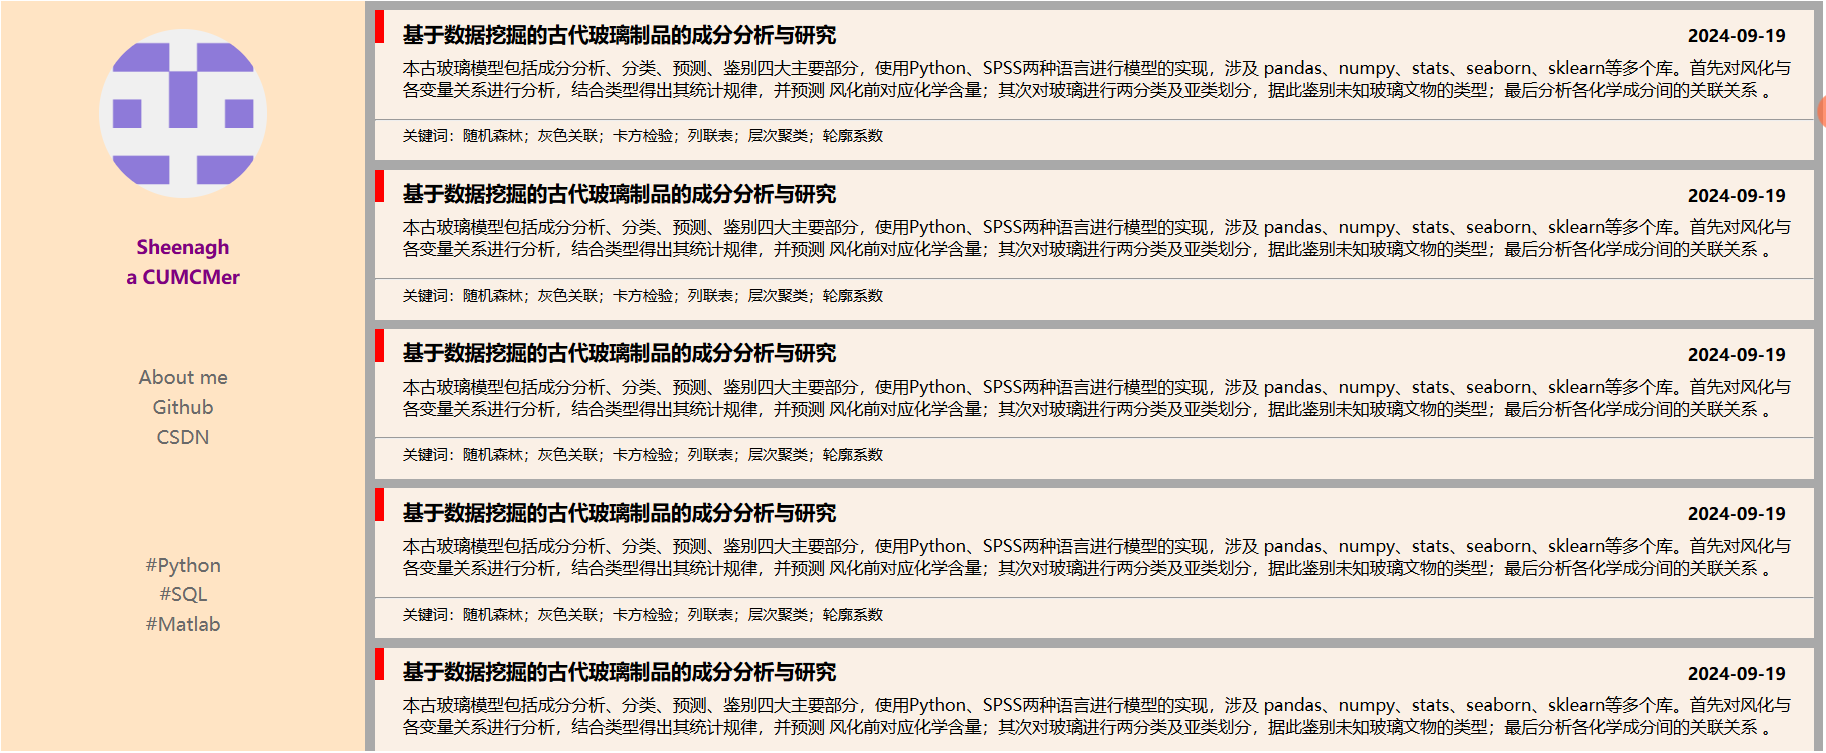 Sheenagh
a CUMCMer
About me
Github
CSDN
#Python
#SQL
#Matlab
基于数据挖掘的古代玻璃制品的成分分析与研究
2024-09-19
本古玻璃模型包括成分分析、分类、预测、鉴别四大主要部分，使用Python、SPSS两种语言进行模型的实现，涉及 pandas、numpy、stats、seaborn、sklearn等多个库。首先对风化与
各变量关系进行分析，结合类型得出其统计规律，并预测 风化前对应化学含量；其次对玻璃进行两分类及亚类划分，据此鉴别未知玻璃文物的类型；最后分析各化学成分间的关联关系 。
关键词：随机森林；灰色关联；卡方检验；列联表；层次聚类；轮廓系数
基于数据挖掘的古代玻璃制品的成分分析与研究
2024-09-19
本古玻璃模型包括成分分析、分类、预测、鉴别四大主要部分，使用Python、SPSS两种语言进行模型的实现，涉及 pandas、numpy、stats、seaborn、sklearn等多个库。首先对风化与
各变量关系进行分析，结合类型得出其统计规律，并预测 风化前对应化学含量；其次对玻璃进行两分类及亚类划分，据此鉴别未知玻璃文物的类型；最后分析各化学成分间的关联关系 。
关键词：随机森林；灰色关联；卡方检验；列联表；层次聚类；轮廓系数
基于数据挖掘的古代玻璃制品的成分分析与研究
2024-09-19
本古玻璃模型包括成分分析、分类、预测、鉴别四大主要部分，使用Python、SPSS两种语言进行模型的实现，涉及 pandas、numpy、stats、seaborn、sklearn等多个库。首先对风化与
各变量关系进行分析，结合类型得出其统计规律，并预测 风化前对应化学含量；其次对玻璃进行两分类及亚类划分，据此鉴别未知玻璃文物的类型；最后分析各化学成分间的关联关系 。
关键词：随机森林；灰色关联；卡方检验；列联表；层次聚类；轮廓系数
基于数据挖掘的古代玻璃制品的成分分析与研究
2024-09-19
本古玻璃模型包括成分分析、分类、预测、鉴别四大主要部分，使用Python、SPSS两种语言进行模型的实现，涉及 pandas、numpy、stats、seaborn、sklearn等多个库。首先对风化与
各变量关系进行分析，结合类型得出其统计规律，并预测 风化前对应化学含量；其次对玻璃进行两分类及亚类划分，据此鉴别未知玻璃文物的类型；最后分析各化学成分间的关联关系 。
关键词：随机森林；灰色关联；卡方检验；列联表；层次聚类；轮廓系数
基于数据挖掘的古代玻璃制品的成分分析与研究
2024-09-19
本古玻璃模型包括成分分析、分类、预测、鉴别四大主要部分，使用Python、SPSS两种语言进行模型的实现，涉及 pandas、numpy、stats、seaborn、sklearn等多个库。首先对风化与
各变量关系进行分析，结合类型得出其统计规律，并预测 风化前对应化学含量；其次对玻璃进行两分类及亚类划分，据此鉴别未知玻璃文物的类型；最后分析各化学成分间的关联关系 。